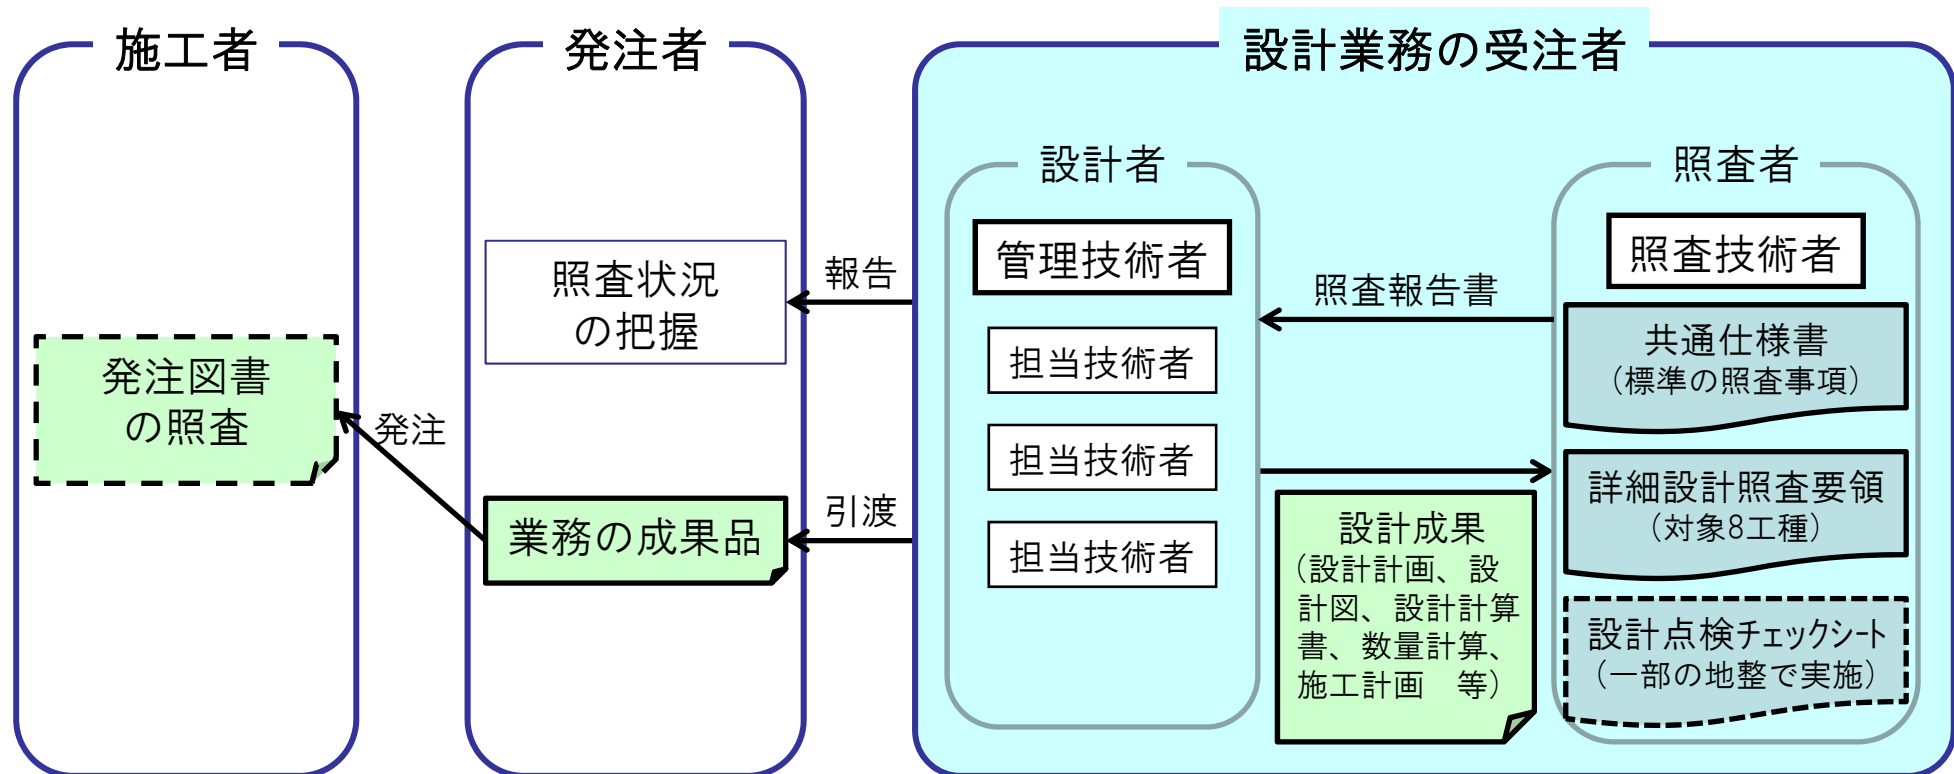 施工者
発注図書
の照査
発注
発注者
照査状況
の把握
業務の成果品
報告
引渡
設計業務の受注者
設計者
管理技術者
担当技術者
担当技術者
担当技術者
照査報告書
設計成果
（設計計画、設
計図、設計計算
書、数量計算、
施工計画　等）
照査者
照査技術者
共通仕様書
（標準の照査事項）
詳細設計照査要領
（対象8工種）
設計点検チェックシート
（一部の地整で実施）